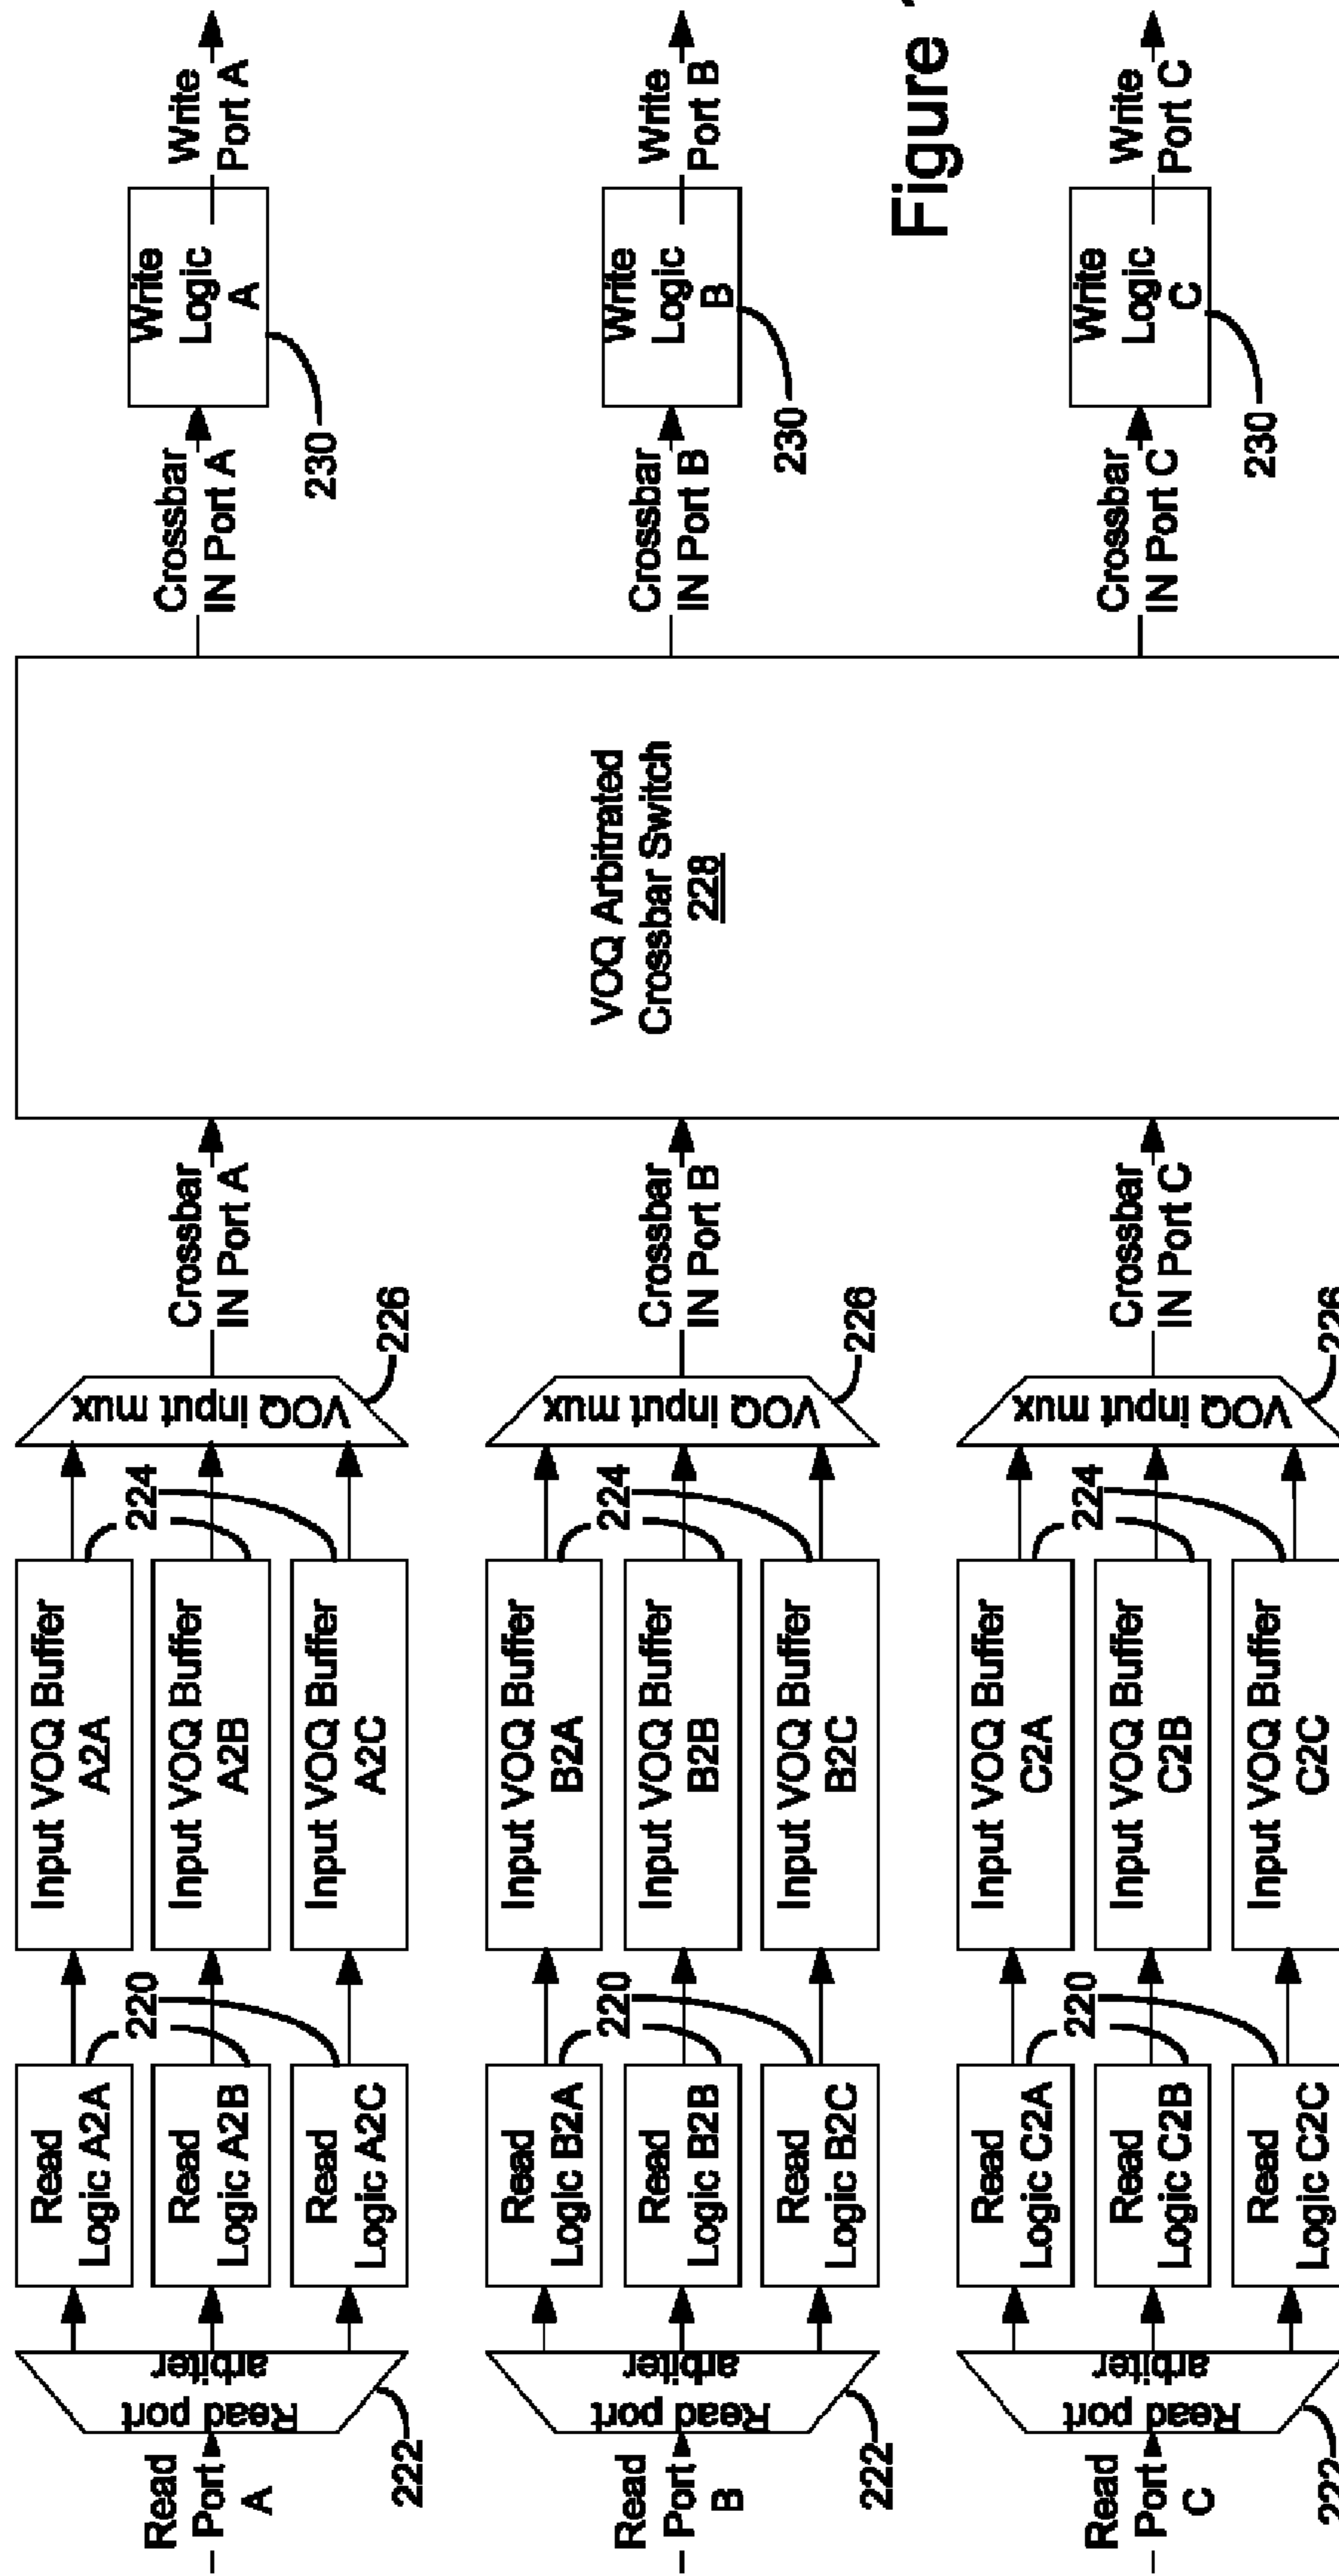 Read
Port
A
Read port
arbiter
222
Read
Logic A2A
Read
Logic A2B
Read
Logic A2C
220
Input VOQ Buffer
A2A
Input VOQ Buffer
A2B
Input VOQ Buffer
A2C
224
VOQ input mux
226
Crossbar
IN Port A
Crossbar
IN Port A
Write
Logic
A
230
Write
Port A
Read
Port
B
Read port
arbiter
222
Read
Logic B2A
Read
Logic B2B
Read
Logic B2C
220
Input VOQ Buffer
B2A
Input VOQ Buffer
B2B
Input VOQ Buffer
B2C
224
VOQ input mux
226
Crossbar
IN Port B
VOQ Arbitrated
Crossbar Switch
228
Crossbar
IN Port B
Write
Logic
B
230
Write
Port B
Figure
Read
Port
C
Read port
arbiter
222
Read
Logic C2A
Read
Logic C2B
Read
Logic C2C
220
Input VOQ Buffer
C2A
Input VOQ Buffer
C2B
Input VOQ Buffer
C2C
224
VOQ input mux
226
Crossbar
IN Port C
Crossbar
IN Port C
Write
Logic
C
230
Write
Port C